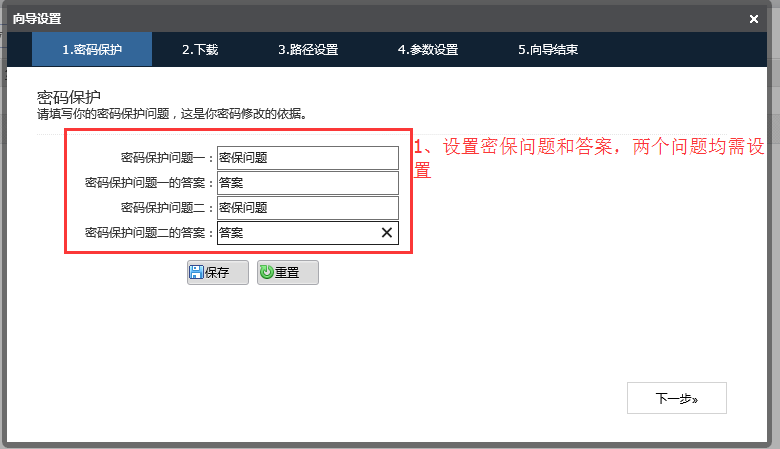 向导设置
1.密码保护 2.下载 3.路径设置 4.参数设置 5.向导结束
密码保护
请填写你的密码保护问题，这是你密码修改的依据。
密码保护问题一：密保问题
密码保护问题一的答案：答案
密码保护问题二：密保问题
密码保护问题二的答案：答案
1、设置密保问题和答案，两个问题均需设
置
保存 重置
下一步»